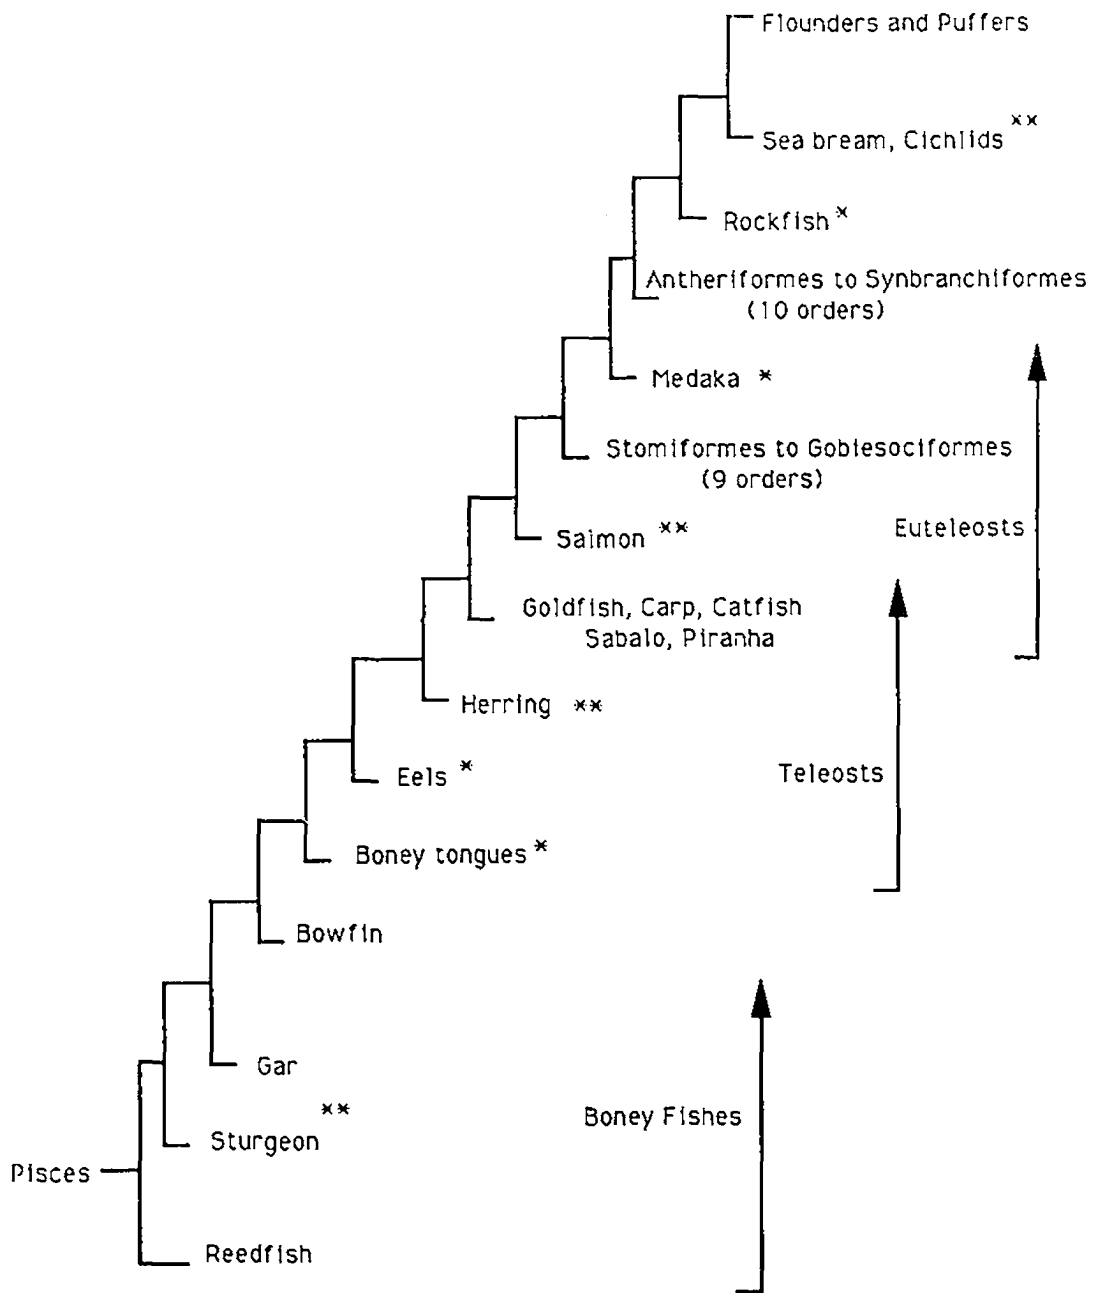 Flounders and Puffers
Sea bream, Cichlids **
Rockfish *
Antheriformes to Synbranchiformes
(10 orders)
Medaka *
Stomiformes to Gobiesociformes
(9 orders)
Salmon **
Euteleosts
Goldfish, Carp, Catfish
Sabalo, Piranha
Herring **
Teleosts
Eels *
Boney tongues *
Bowfin
Gar
Boney Fishes
Sturgeon **
Pisces
Reedfish